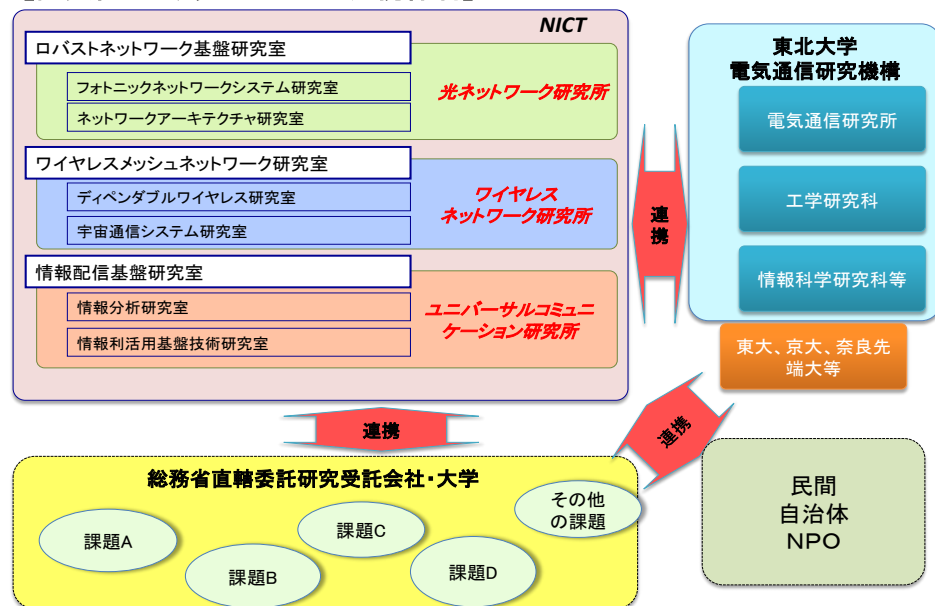 NICT
ロバストネットワーク基盤研究室
フォトニックネットワークシステム研究室
ネットワークアーキテクチャ研究室
光ネットワーク研究所
ワイヤレスメッシュネットワーク研究室
ディペンダブルワイヤレス研究室
宇宙通信システム研究室
ワイヤレス
ネットワーク研究所
情報配信基盤研究室
情報分析研究室
情報利活用基盤技術研究室
ユニバーサルコミュニ
ケーション研究所
連
携
東北大学
電気通信研究機構
電気通信研究所
工学研究科
情報科学研究科等
東大、京大、奈良先
端大等
連携
連携
総務省直轄委託研究受託会社・大学
課題A
課題B
課題C
課題D
その他
の課題
民間
自治体
NPO